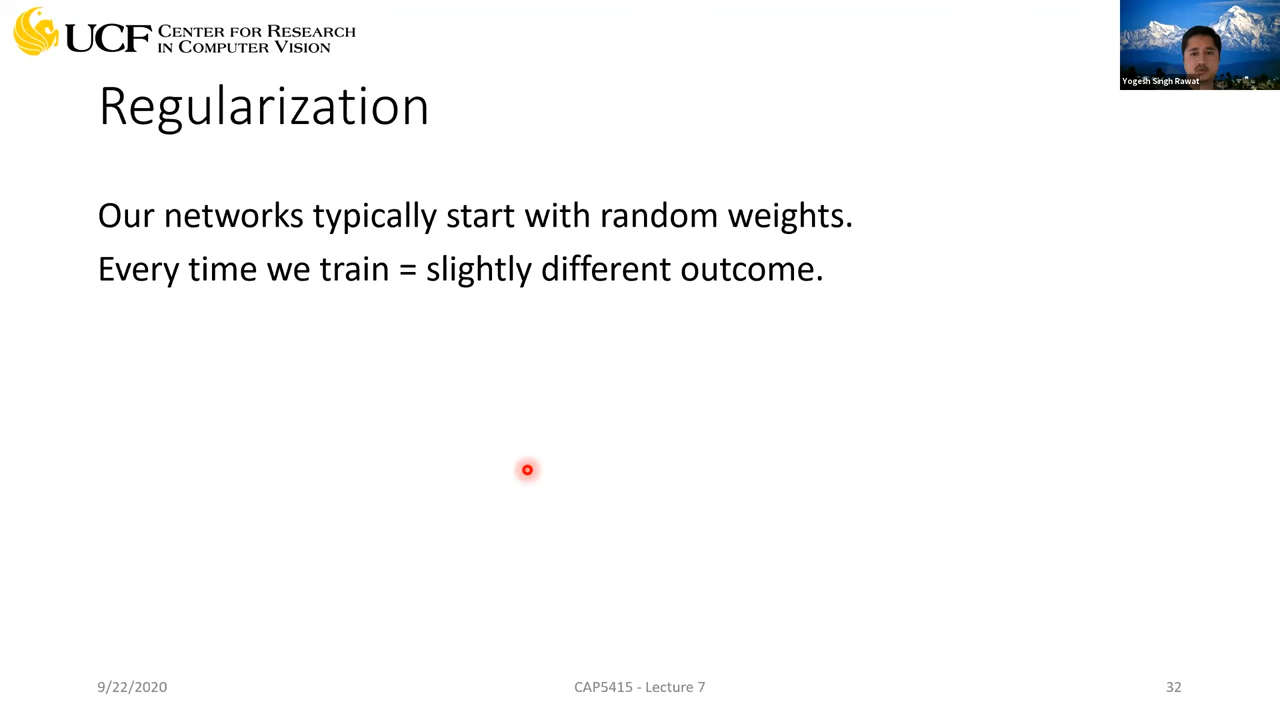 UCF CENTER FOR RESEARCH
IN COMPUTER VISION
Yogesh Singh Rawat
Regularization
Our networks typically start with random weights.
Every time we train = slightly different outcome.
9/22/2020
CAP5415 - Lecture 7
32